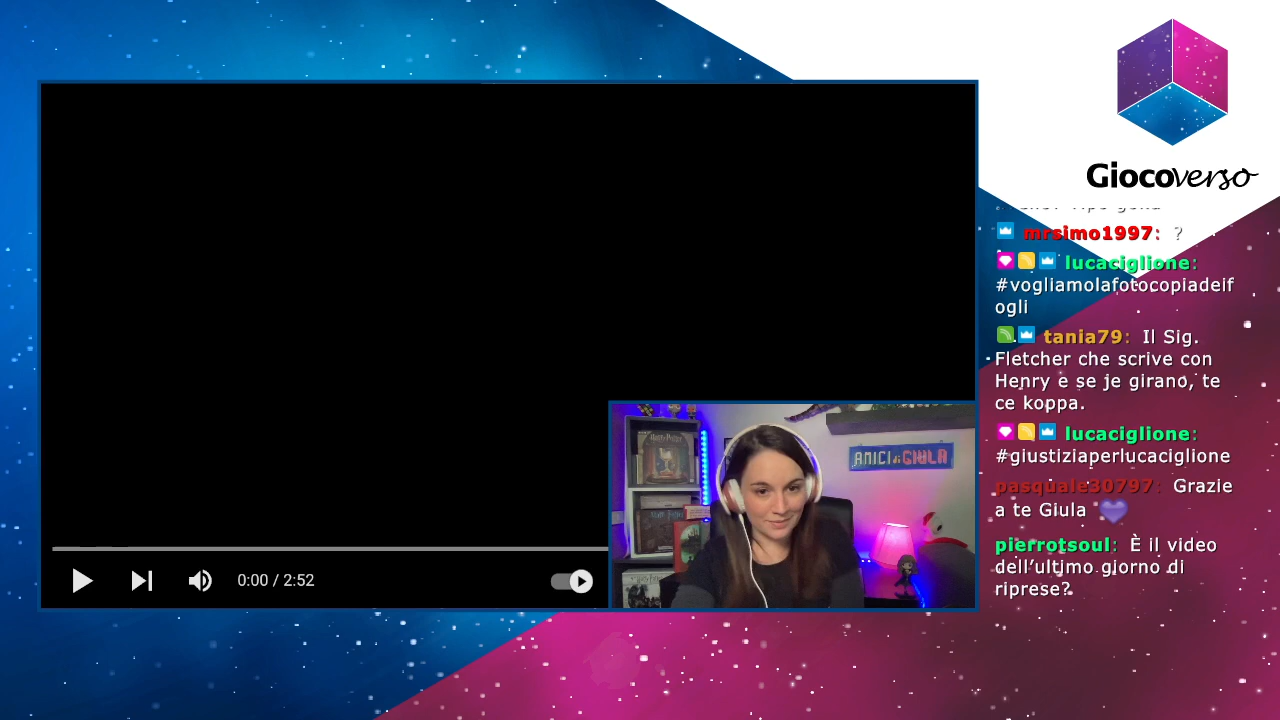 Giocoverso
mrsimo1997: ?
lucaciglione:
#vogliamolafotocopiadeif
ogli
tania79: Il Sig.
Fletcher che scrive con
Henry e se je girano, te
ce koppa.
lucaciglione:
#giustiziaperlucaciglione
pasquale30797: Grazie
a te Giula
pierrotsoul: È il video
dell'ultimo giorno di
riprese?
AMICI di GIULA
Harry Potter
0:00 / 2:52